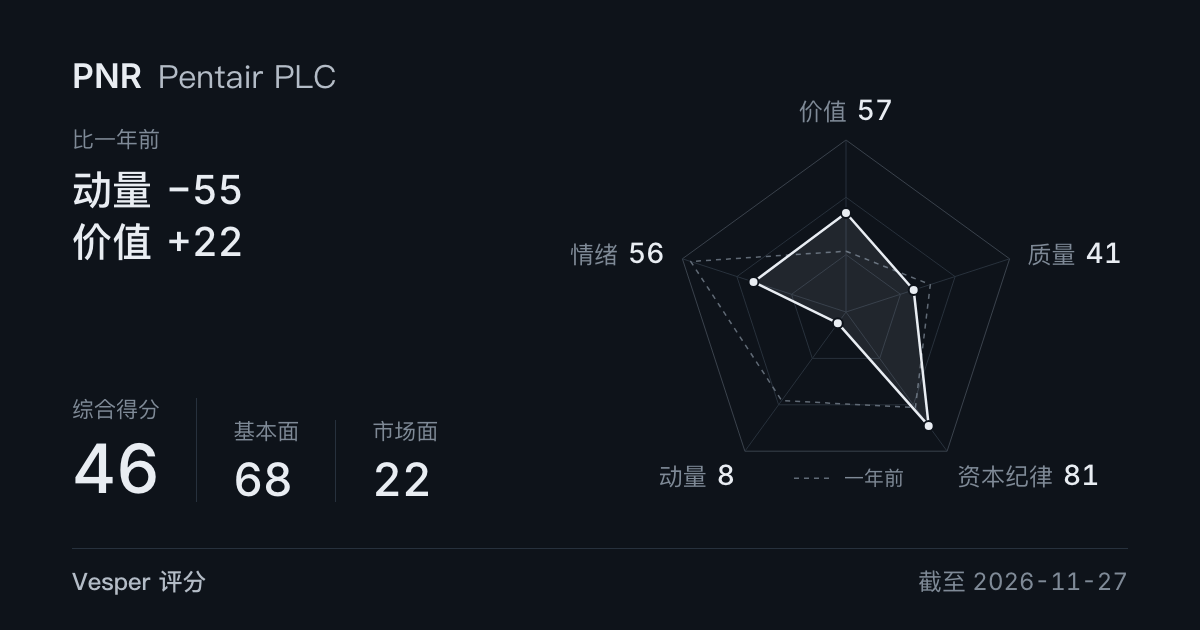 PNR Pentair PLC
比一年前
动量 −55
价值 +22
综合得分
46
基本面
68
市场面
22
价值 57
情绪 56
质量 41
动量 8
一年前
资本纪律 81
Vesper 评分
截至 2026-11-27